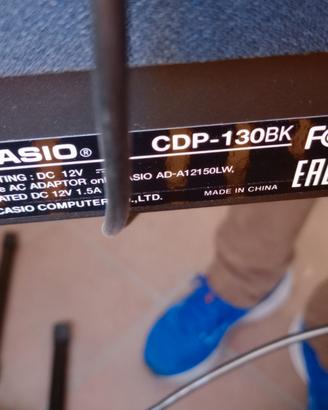 ASIO® CDP-130BK
TING : DC 12V ⎓
AC ADAPTOR ASIO AD-A12150LW.
ATED DC 12V 1.5A MADE IN CHINA
CASIO COMPUTER ., LTD.
EAC